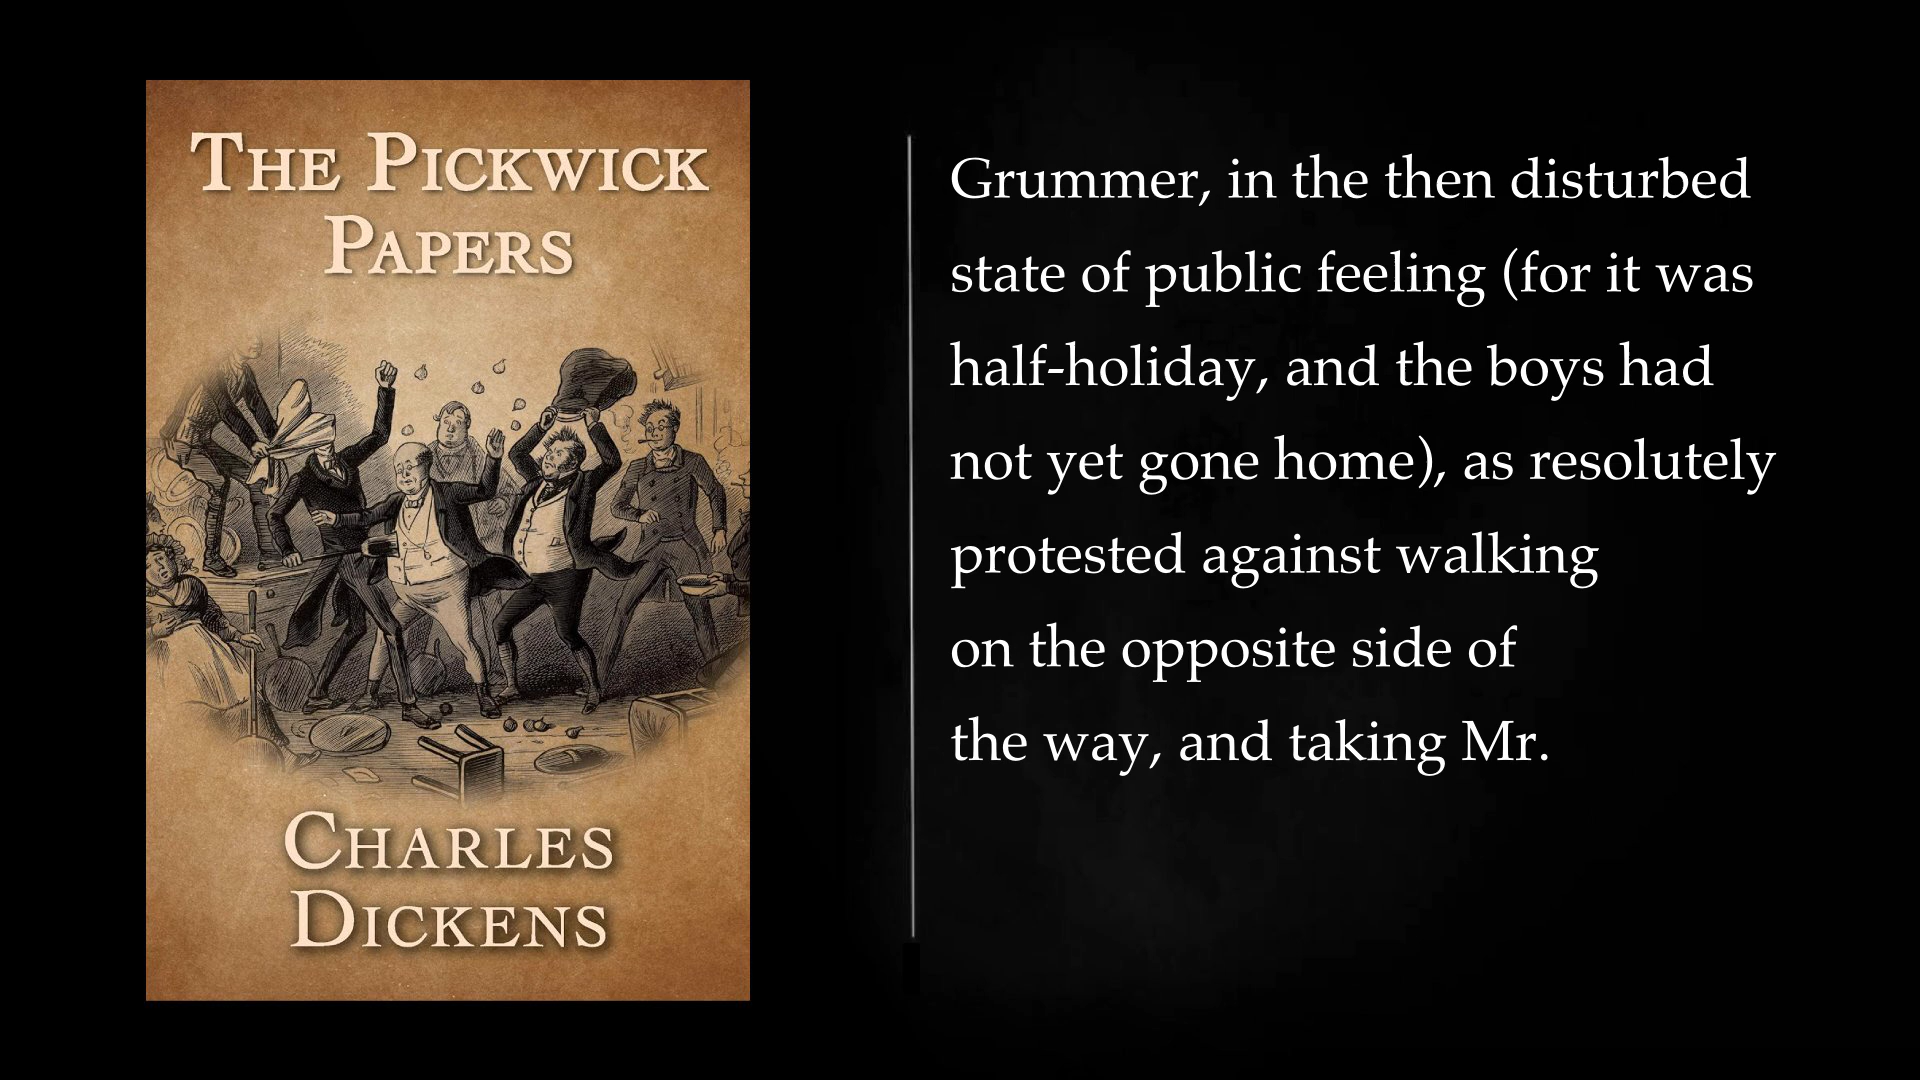 The Pickwick
Papers
Charles
Dickens
Grummer, in the then disturbed
state of public feeling (for it was
half-holiday, and the boys had
not yet gone home), as resolutely
protested against walking
on the opposite side of
the way, and taking Mr.